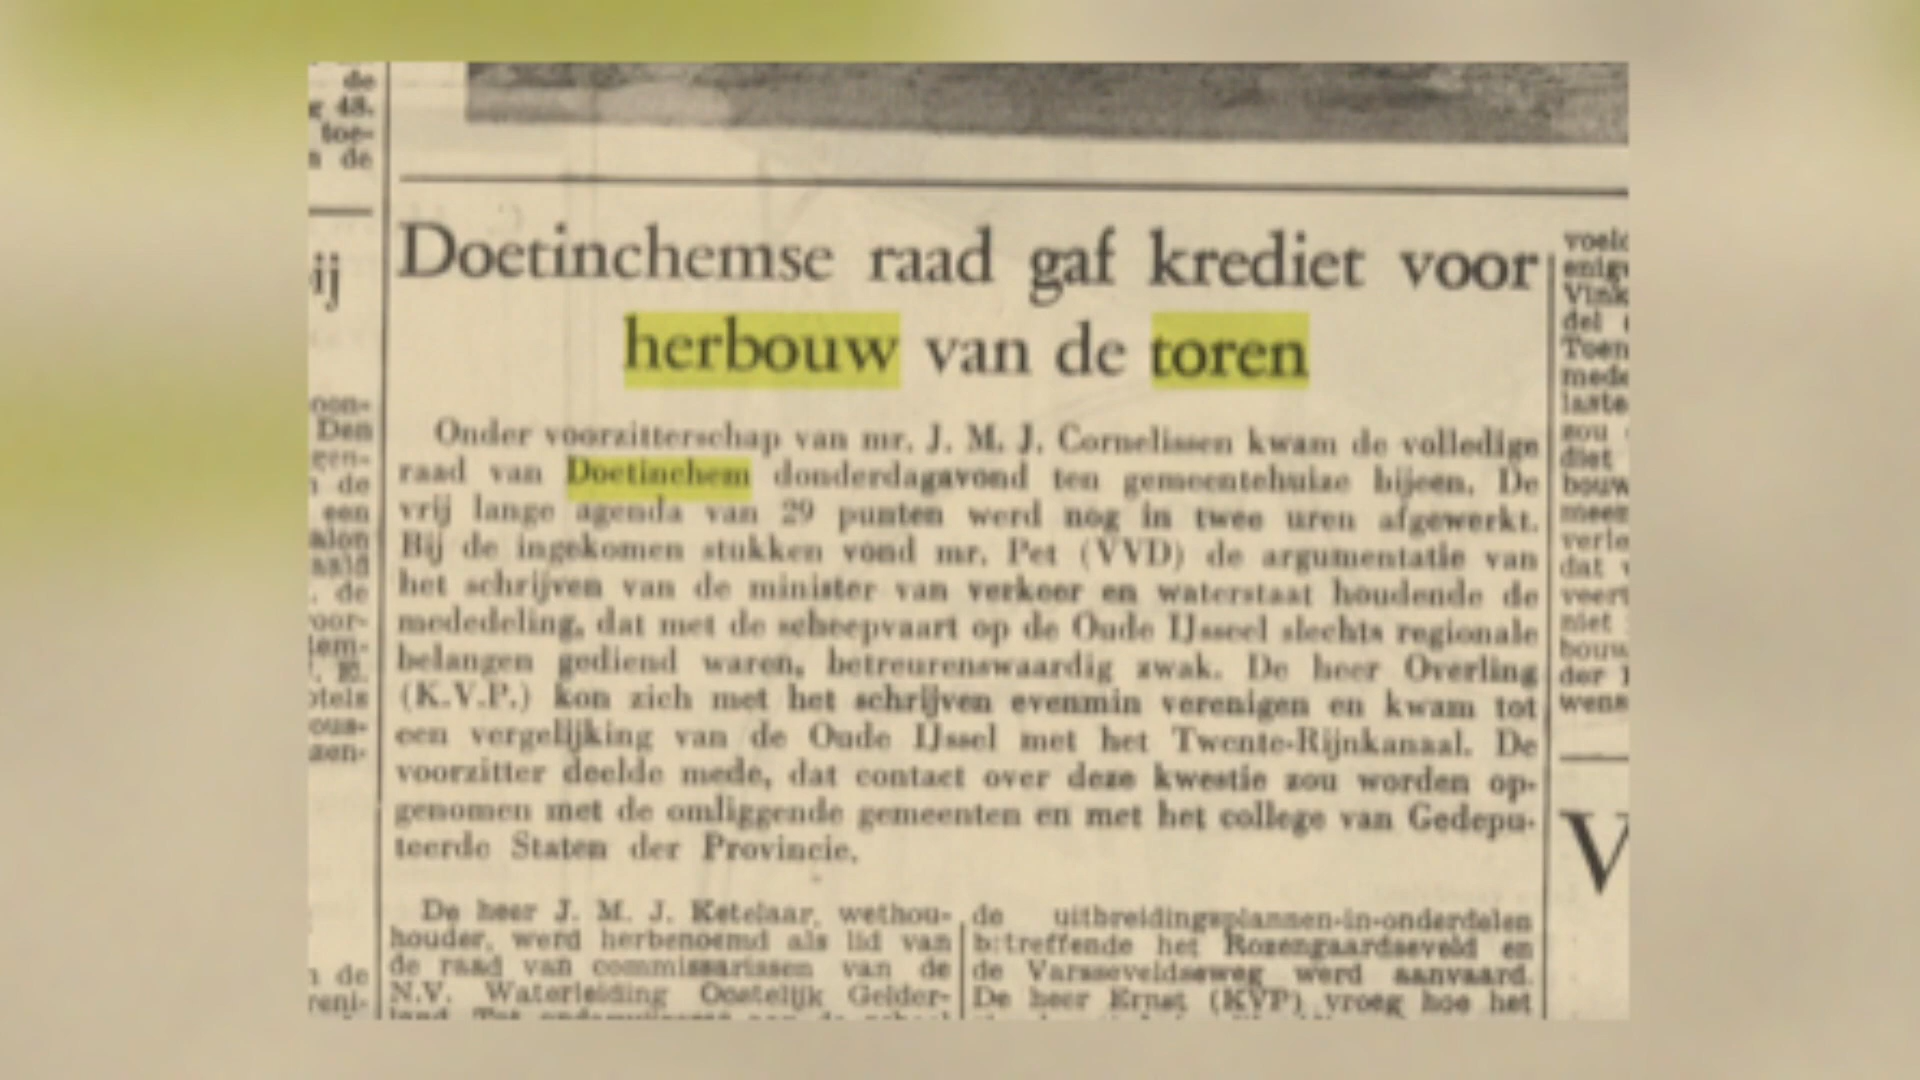 de
48.
toe-
de
ij
Doetinchemse raad gaf krediet voor
herbouw van de toren
Onder voorzitterschap van mr. J. M. J. Cornelissen kwam de volledige
raad van Doetinchem donderdagavond ten gemeentehuize bijeen. De
vrij lange agenda van 29 punten werd nog in twee uren afgewerkt.
Bij de ingekomen stukken vond mr. Pet (VVD) de argumentatie van
het schrijven van de minister van verkeer en waterstaat houdende de
mededeling, dat met de scheepvaart op de Oude IJssel slechts regionale
belangen gediend waren, betreurenswaardig zwak. De heer Overling
(K.V.P.) kon zich met het schrijven evenmin verenigen en kwam tot
een vergelijking van de Oude IJssel met het Twente-Rijnkanaal. De
voorzitter deelde mede, dat contact over deze kwestie zou worden op-
genomen met de omliggende gemeenten en met het college van Gedepu-
teerde Staten der Provincie.
De heer J. M. J. Ketelaar, wethou-
houder, werd herbenoemd als lid van
de raad van commissarissen van de
N.V. Waterleiding Oostelijk Gelder-
de uitbreidingsplannen-in-onderdelen
betreffende het Rozengaardseveld en
de Varsseveldseweg werd aanvaard.
De heer Ernst (KVP) vroeg hoe het
V